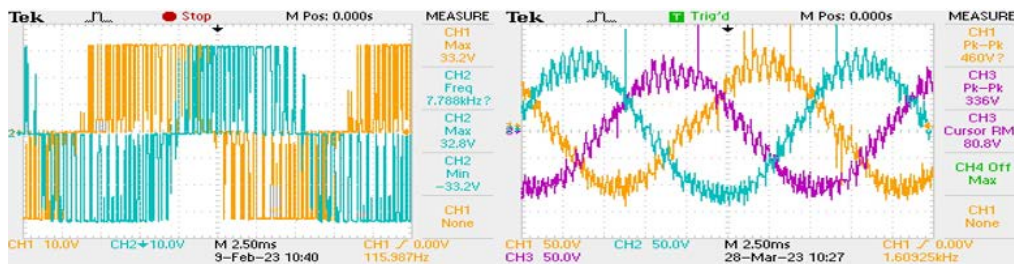 Tek Stop M Pos: 0.000s MEASURE
CH1
Max
33.2V
CH2
Freq
7.788kHz?
CH2
Max
32.8V
CH2
Min
-33.2V
CH1
None
2
CH1 10.0V CH2 10.0V M 2.50ms CH1 0.00V
9-Feb-23 10:40 115.987Hz
Tek Trig'd M Pos: 0.000s MEASURE
CH1
Pk-Pk
460V?
CH3
Pk-Pk
336V
CH3
Cursor RM
80.8V
CH4 Off
Max
CH1
None
CH1 50.0V CH2 50.0V M 2.50ms CH1 0.00V
CH3 50.0V 28-Mar-23 10:27 1.60925kHz